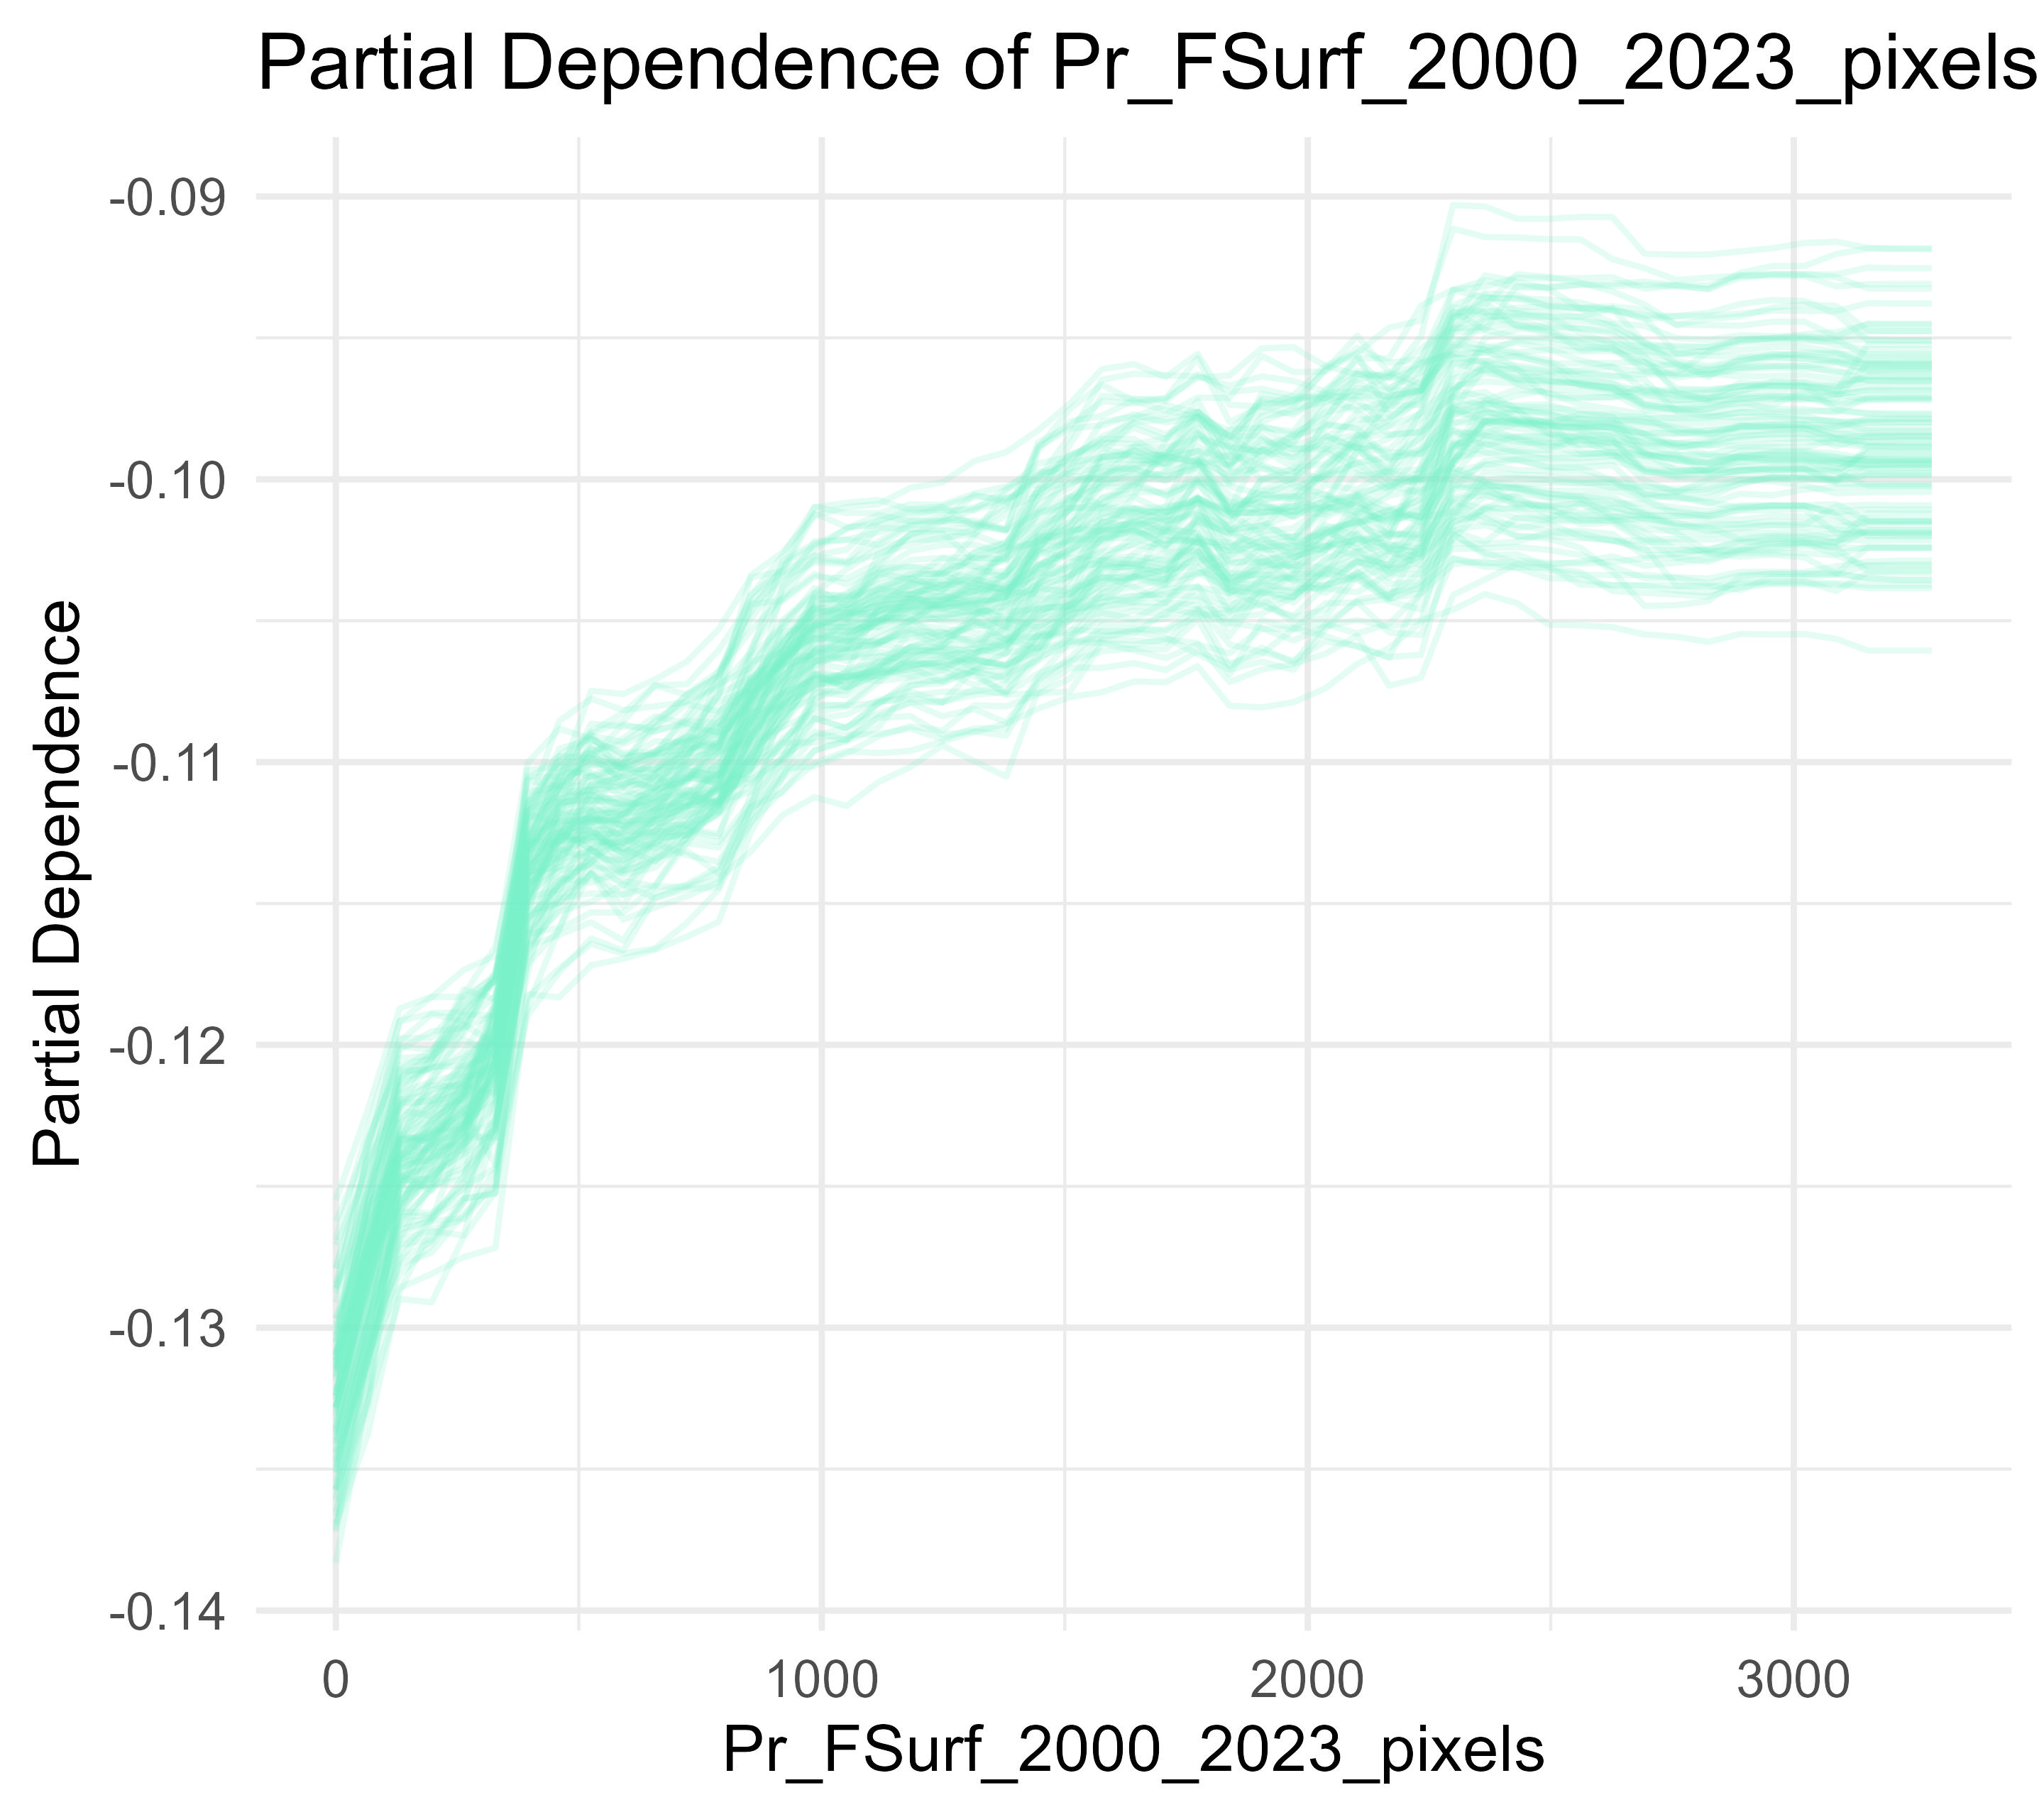 Partial Dependence of Pr_FSurf_2000_2023_pixels
Partial Dependence
-0.09
-0.10
-0.11
-0.12
-0.13
-0.14
0 1000 2000 3000
Pr_FSurf_2000_2023_pixels